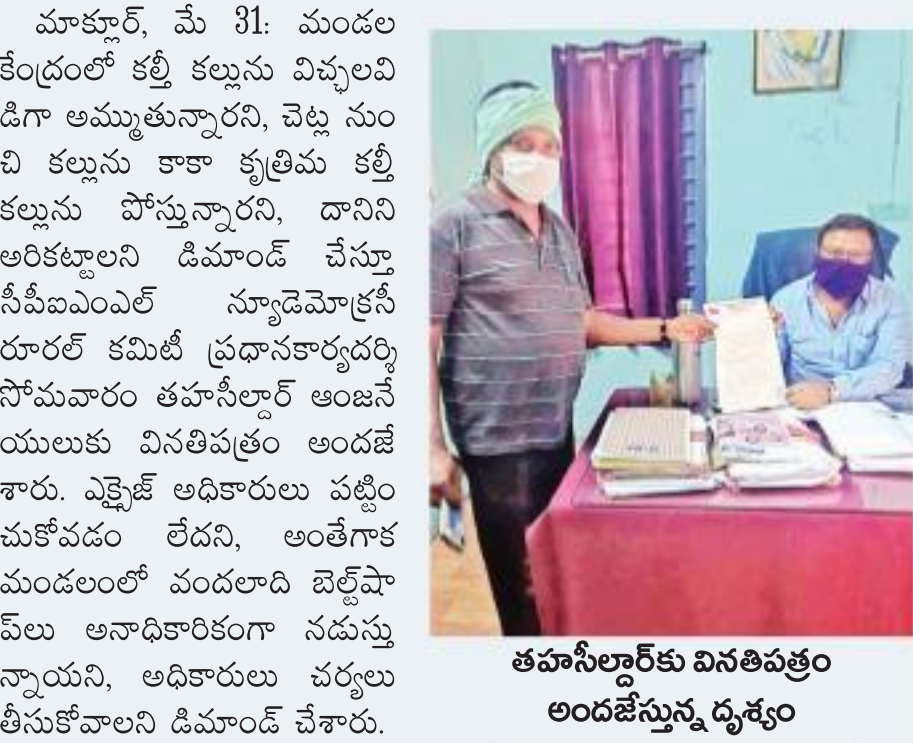 మాక్లూర్, మే 31: మండల
కేంద్రంలో కల్తీ కల్లును విచ్ఛలవి
డిగా అమ్ముతున్నారని, చెట్ల నుం
చి కల్లును కాకా కృత్రిమ కల్తీ
కల్లును పోస్తున్నారని, దానిని
అరికట్టాలని డిమాండ్ చేస్తూ
సీపీఐఎంఎల్ న్యూడెమోక్రసీ
రూరల్ కమిటీ ప్రధానకార్యదర్శి
సోమవారం తహసీల్దార్ ఆంజనే
యులుకు వినతిపత్రం అందజే
శారు. ఎక్సైజ్ అధికారులు పట్టిం
చుకోవడం లేదని, అంతేగాక
మండలంలో వందలాది బెల్ట్‌షా
ప్‌లు అనాధికారికంగా నడుస్తు
న్నాయని, అధికారులు చర్యలు
తీసుకోవాలని డిమాండ్ చేశారు.
తహసీల్దార్‌కు వినతిపత్రం
అందజేస్తున్న దృశ్యం